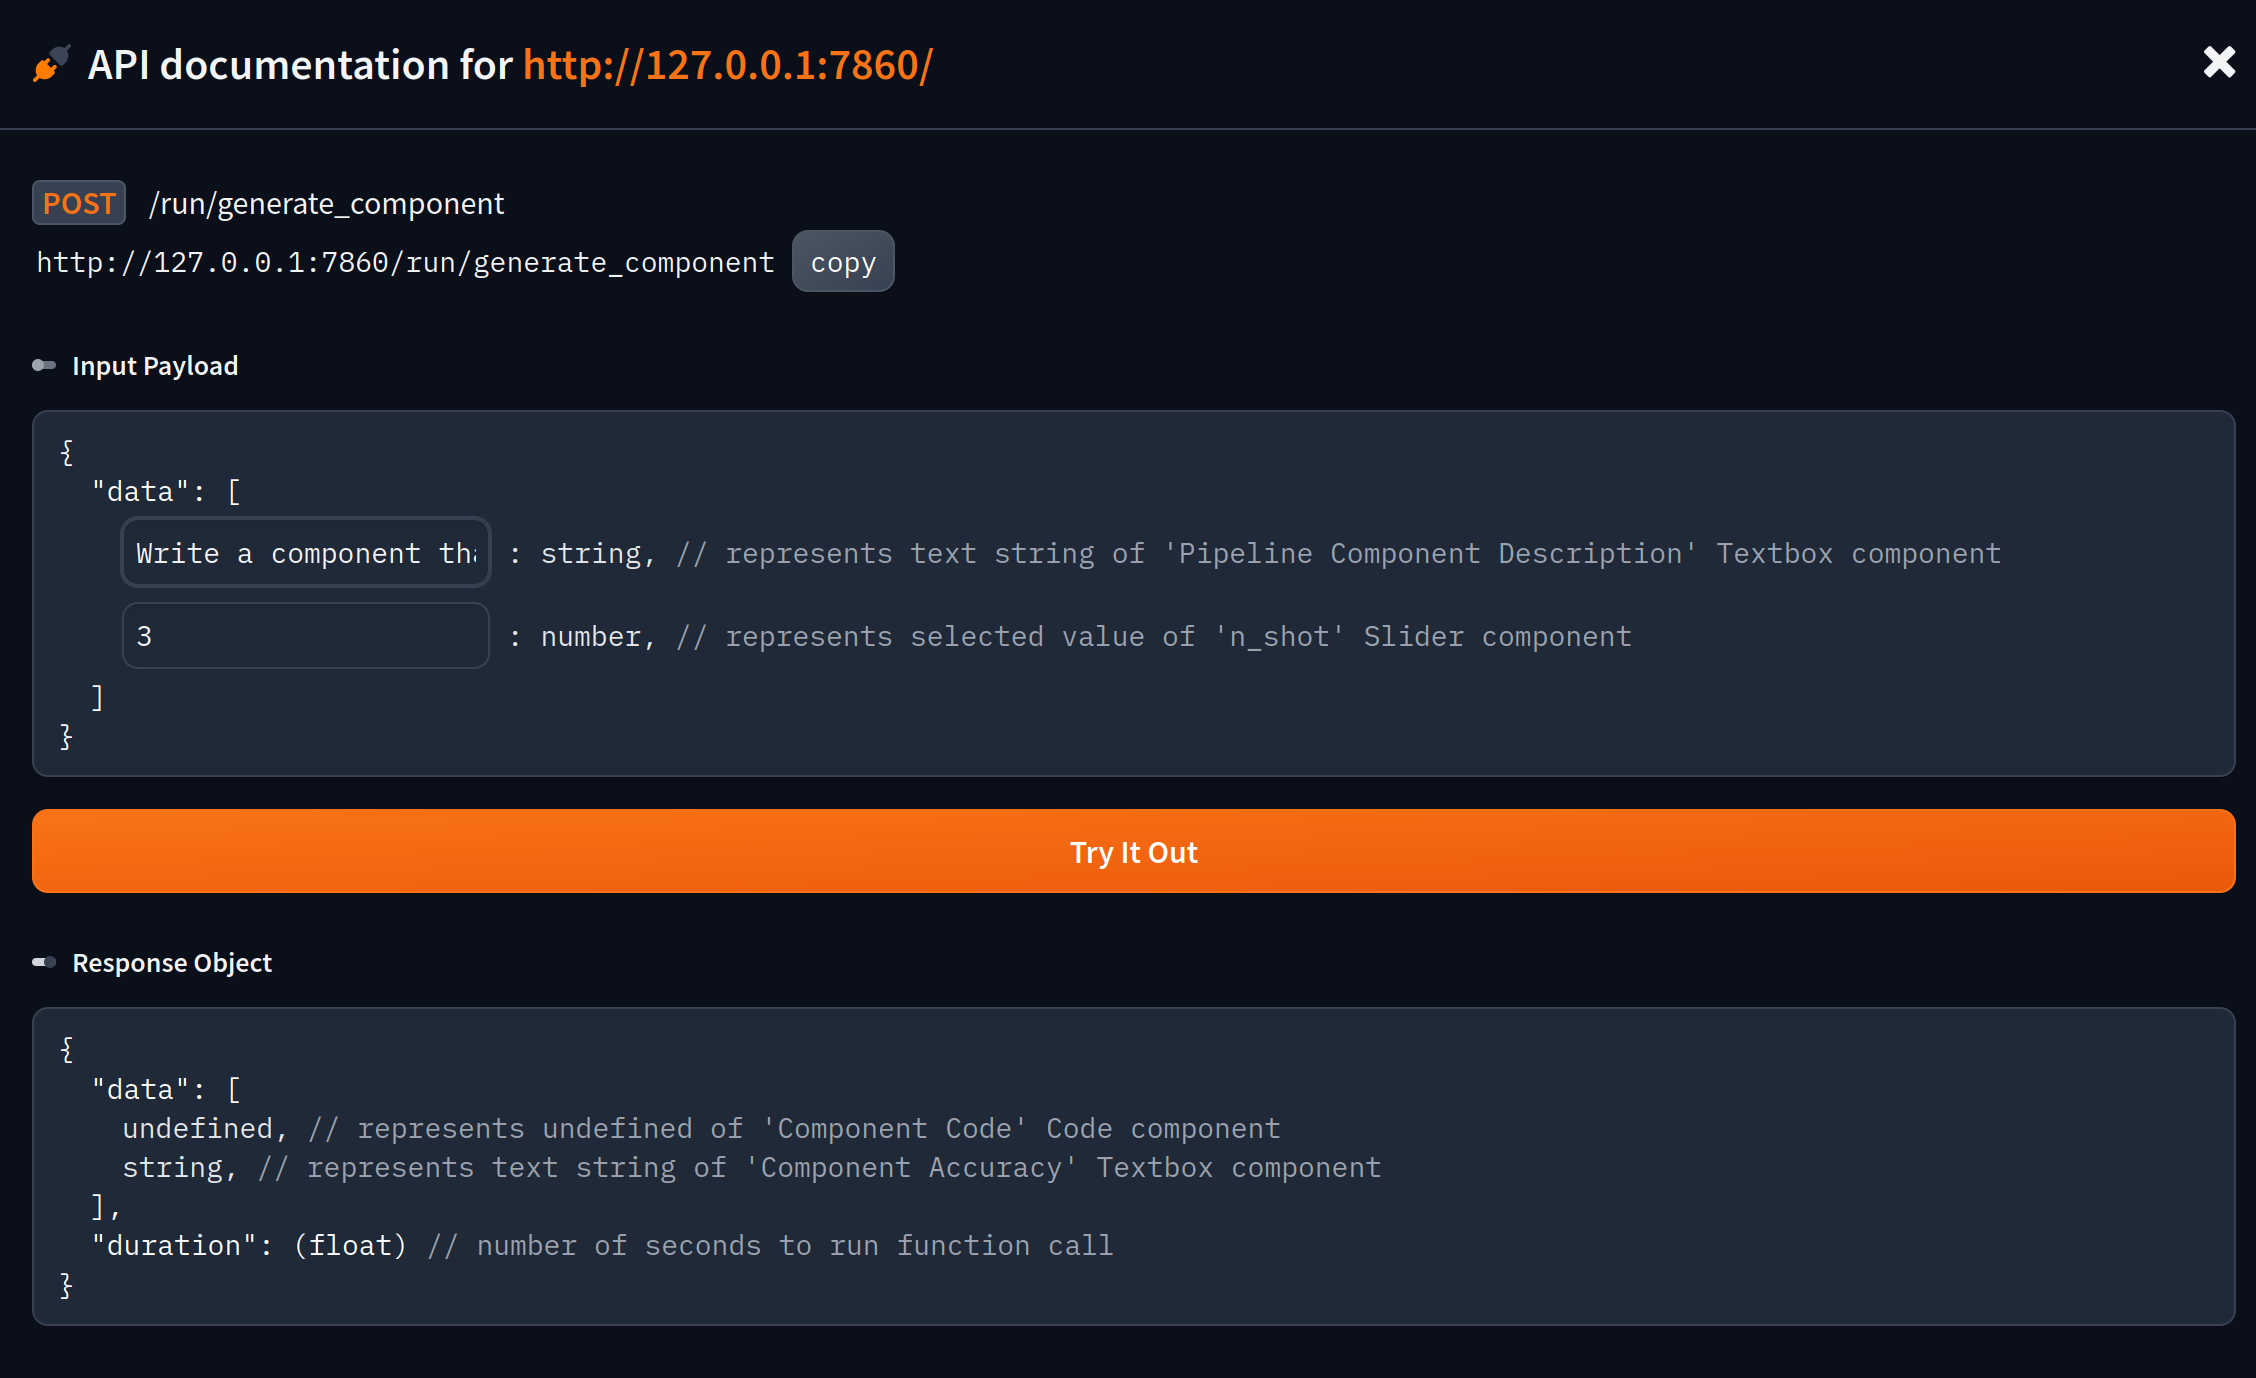 API documentation for http://127.0.0.1:7860/
POST /run/generate_component
http://127.0.0.1:7860/run/generate_component copy
Input Payload
{
"data": [
Write a component : string, // represents text string of 'Pipeline Component Description' Textbox component
3 : number, // represents selected value of 'n_shot' Slider component
]
}
Try It Out
Response Object
{
"data": [
undefined, // represents undefined of 'Component Code' Code component
string, // represents text string of 'Component Accuracy' Textbox component
],
"duration": (float) // number of seconds to run function call
}